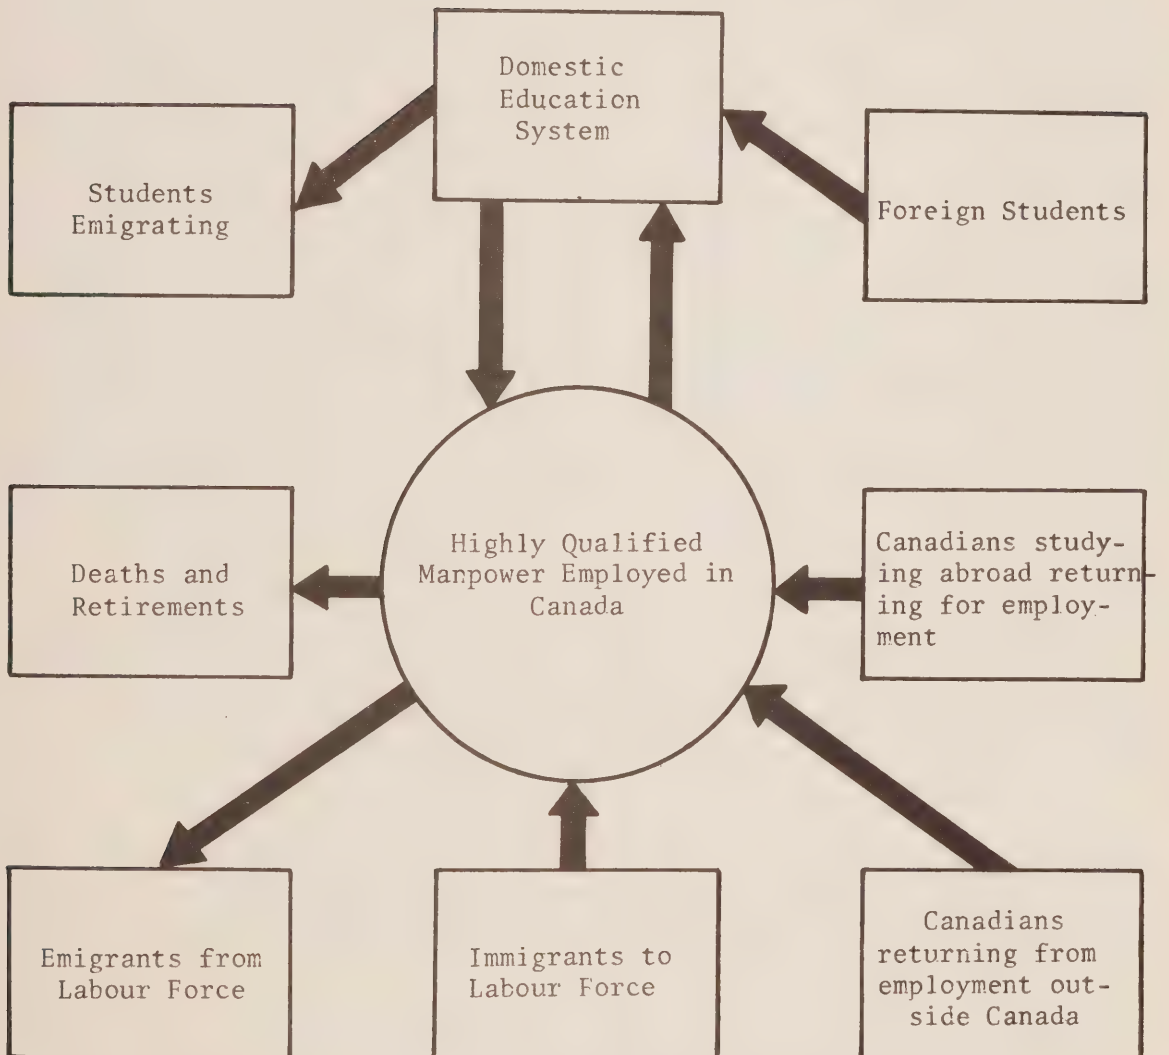 Domestic
Education
System
Students
Emigrating
Foreign Students
Deaths and
Retirements
Highly Qualified
Manpower Employed in
Canada
Canadians study-
ing abroad return-
ing for employ-
ment
Emigrants from
Labour Force
Immigrants to
Labour Force
Canadians
returning from
employment out-
side Canada